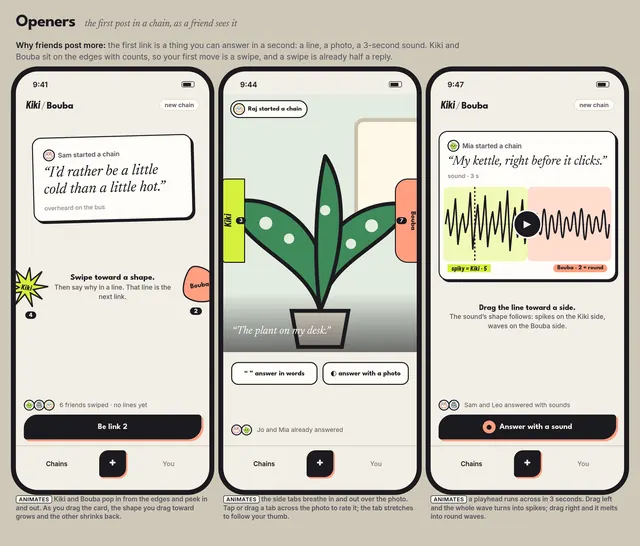 Openers the first post in a chain, as a friend sees it
Why friends post more: the first link is a thing you can answer in a second: a line, a photo, a 3-second sound. Kiki and
Bouba sit on the edges with counts, so your first move is a swipe, and a swipe is already half a reply.
9:41
Kiki / Bouba
new chain
Sam started a chain
“I’d rather be a little
cold than a little hot.”
overheard on the bus
Kiki
4
Swipe toward a shape.
Then say why in a line. That line is the
next link.
Bouba
2
6 friends swiped · no lines yet
Be link 2
Chains
+
You
ANIMATES Kiki and Bouba pop in from the edges and peek in
and out. As you drag the card, the shape you drag toward
grows and the other shrinks back.
9:44
Raj started a chain
Kiki
3
7
Bouba
“The plant on my desk.”
“ ” answer in words
answer with a photo
Jo and Mia already answered
Chains
+
You
ANIMATES the side tabs breathe in and out over the photo.
Tap or drag a tab across the photo to rate it; the tab stretches
to follow your thumb.
9:47
Kiki / Bouba
new chain
Mia started a chain
“My kettle, right before it clicks.”
sound · 3 s
spiky = Kiki · 5
Bouba · 2 = round
Drag the line toward a side.
The sound’s shape follows: spikes on the Kiki side,
waves on the Bouba side.
Sam and Leo answered with sounds
Answer with a sound
Chains
+
You
ANIMATES a playhead runs across in 3 seconds. Drag left
and the whole wave turns into spikes; drag right and it melts
into round waves.